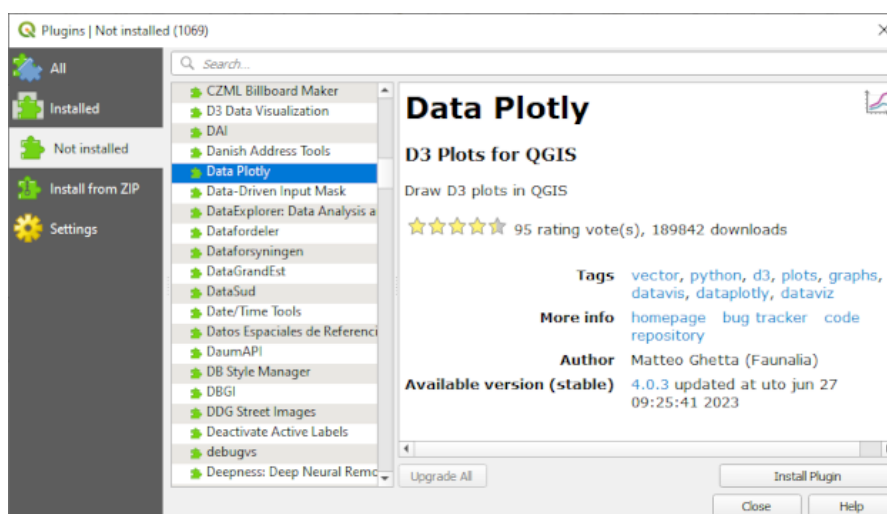 Plugins | Not installed (1069)
All
Installed
Not installed
Install from ZIP
Settings
Search...
CZML Billboard Maker
D3 Data Visualization
DAI
Danish Address Tools
Data Plotly
Data-Driven Input Mask
DataExplorer: Data Analysis a
Datafordeler
Dataforsyningen
DataGrandEst
DataSud
Date/Time Tools
Datos Espaciales de Referenci
DaumAPI
DB Style Manager
DBGI
DDG Street Images
Deactivate Active Labels
debugvs
Deepness: Deep Neural Remo
Data Plotly
D3 Plots for QGIS
Draw D3 plots in QGIS
95 rating vote(s), 189842 downloads
Tags vector, python, d3, plots, graphs,
datavis, dataplotly, dataviz
More info homepage bug tracker code
repository
Author Matteo Ghetta (Faunalia)
Available version (stable) 4.0.3 updated at uto jun 27
09:25:41 2023
Upgrade All
Install Plugin
Close
Help